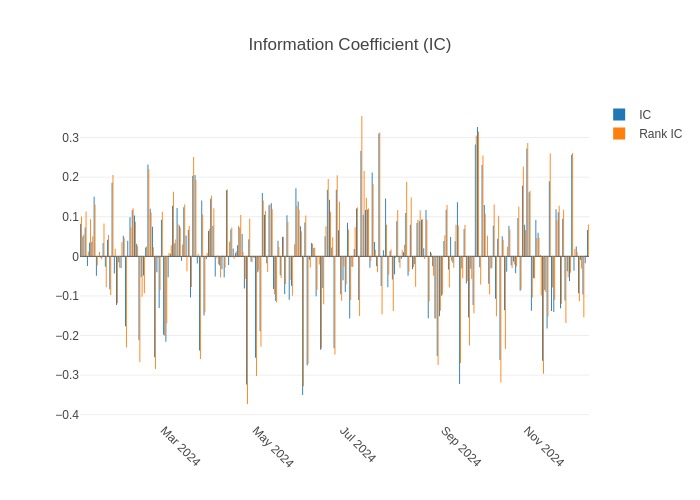 Information Coefficient (IC)
IC
Rank IC
0.3
0.2
0.1
0
−0.1
−0.2
−0.3
−0.4
Mar 2024
May 2024
Jul 2024
Sep 2024
Nov 2024